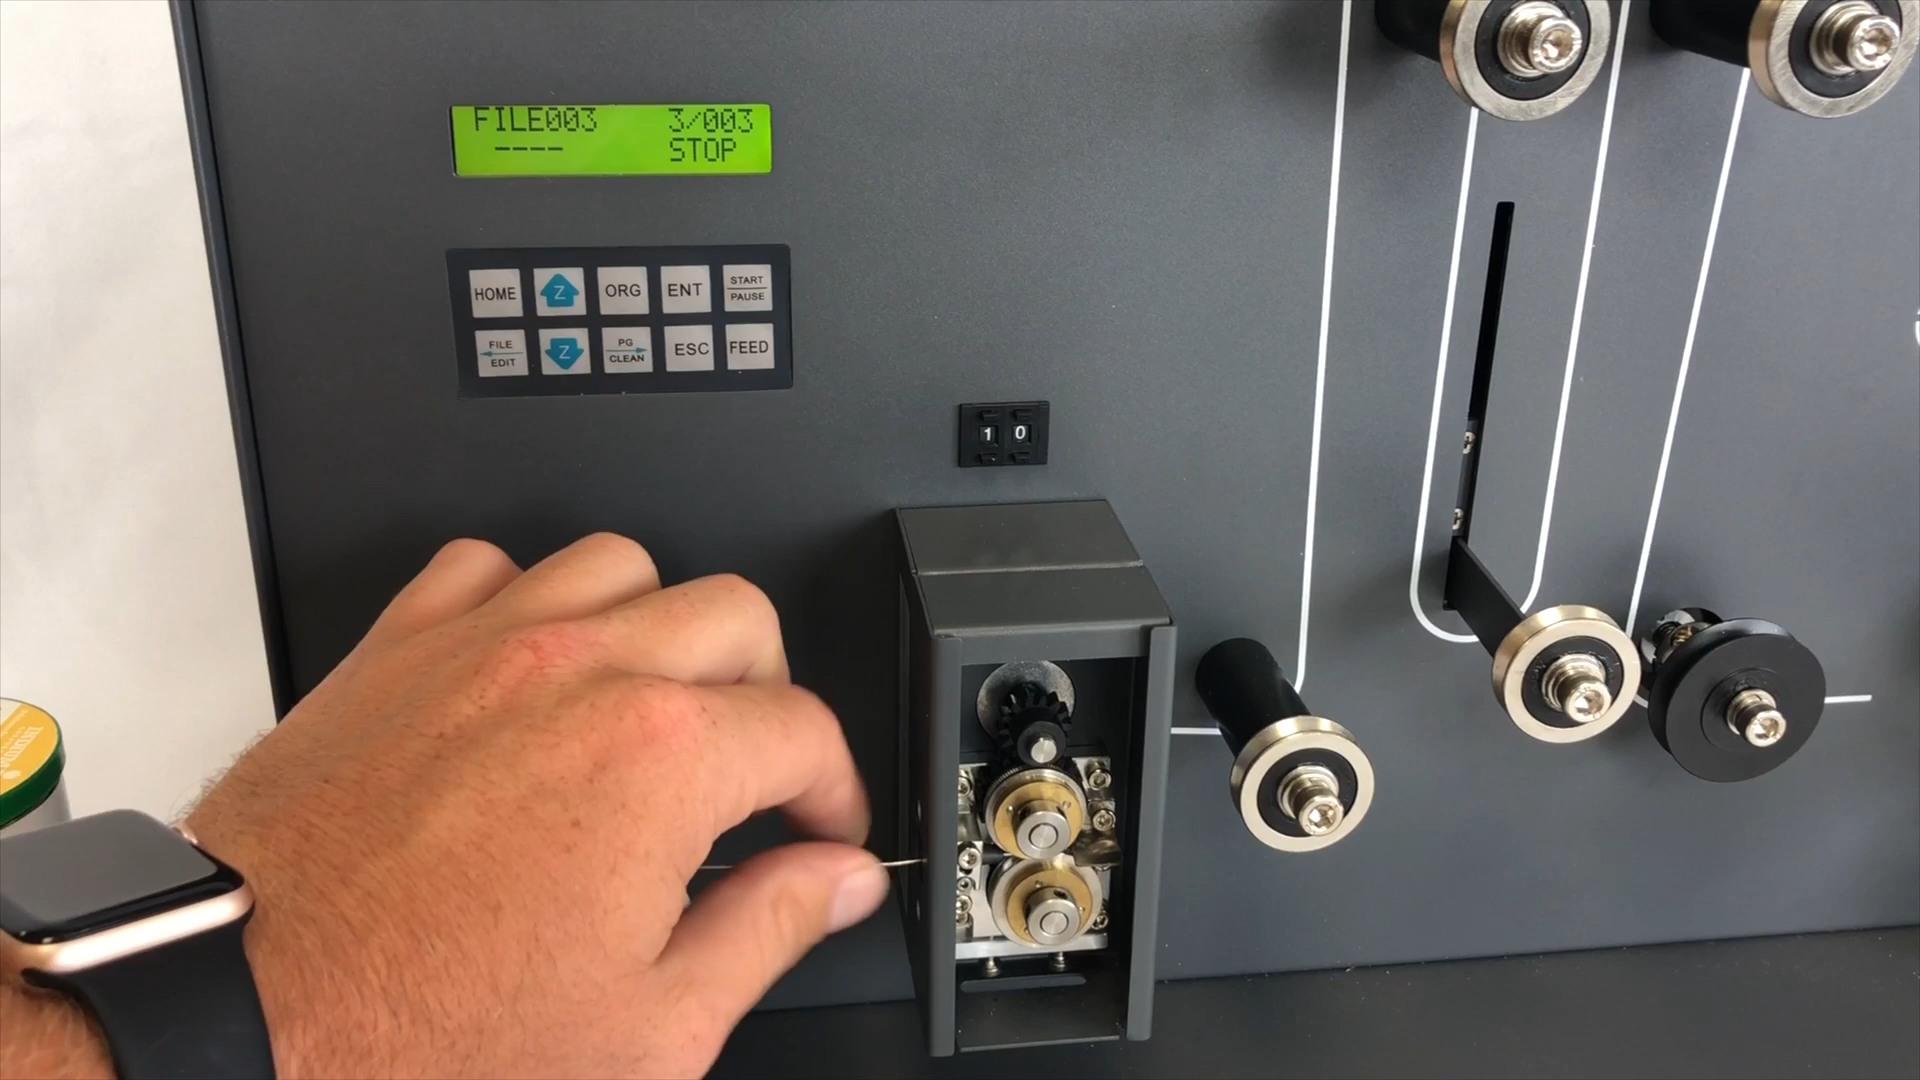 FILE003 3/003
---- STOP
HOME Z ORG ENT START PAUSE
FILE EDIT Z PG CLEAN ESC FEED
1 0